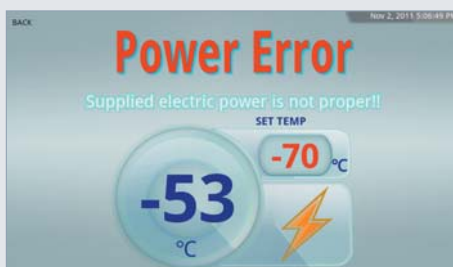 BACK
Nov 2, 2011 5:06:49 PM
Power Error
Supplied electric power is not proper!!
SET TEMP
-70 °C
-53
°C